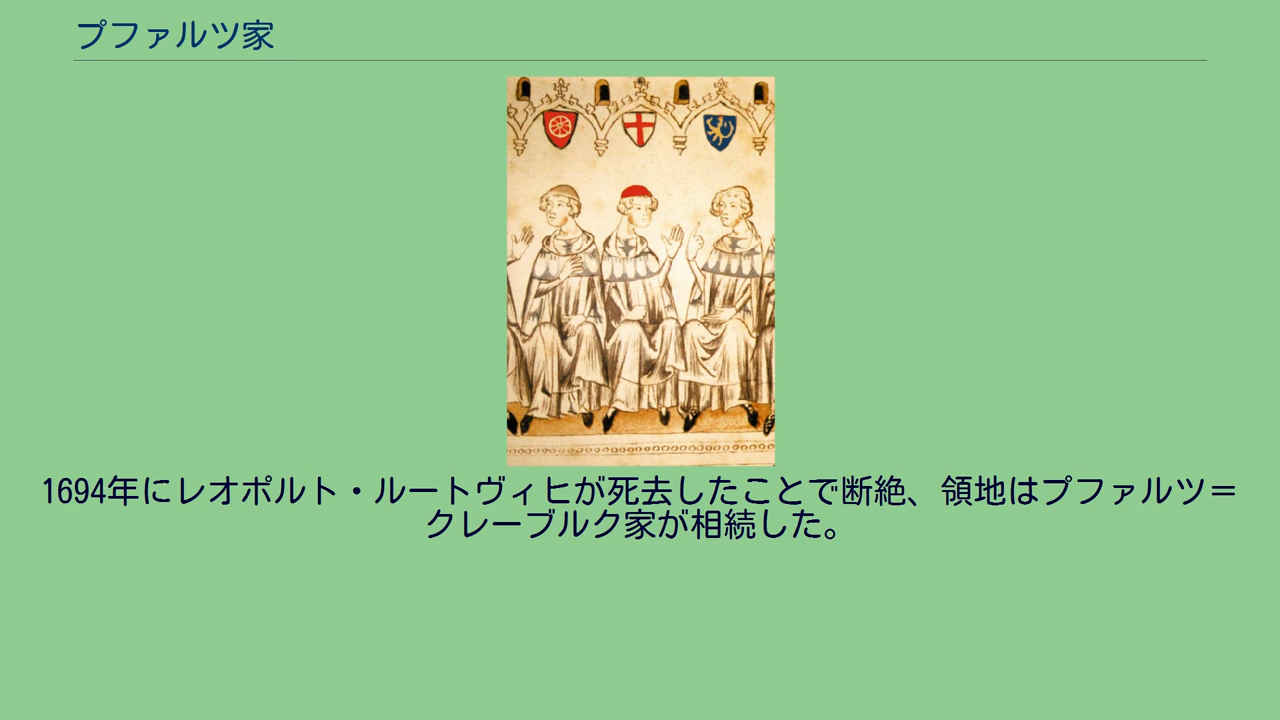 プファルツ家
1694年にレオポルト・ルートヴィヒが死去したことで断絶、領地はプファルツ＝
クレーブルク家が相続した。